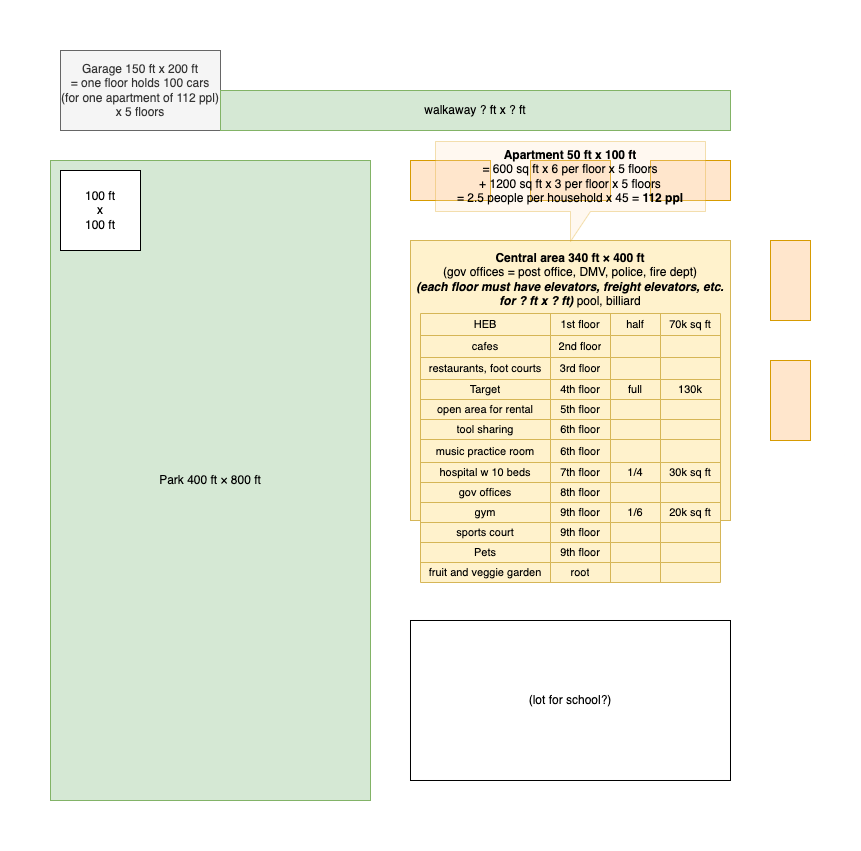 Garage 150 ft x 200 ft
= one floor holds 100 cars
(for one apartment of 112 ppl)
x 5 floors
walkaway ? ft x ? ft
100 ft
x
100 ft
Park 400 ft × 800 ft
Apartment 50 ft x 100 ft
= 600 sq ft x 6 per floor x 5 floors
+ 1200 sq ft x 3 per floor x 5 floors
= 2.5 people per household x 45 = 112 ppl
Central area 340 ft × 400 ft
(gov offices = post office, DMV, police, fire dept)
(each floor must have elevators, freight elevators, etc.
for ? ft x ? ft) pool, billiard
HEB 1st floor half 70k sq ft
cafes 2nd floor
restaurants, foot courts 3rd floor
Target 4th floor full 130k
open area for rental 5th floor
tool sharing 6th floor
music practice room 6th floor
hospital w 10 beds 7th floor 1/4 30k sq ft
gov offices 8th floor
gym 9th floor 1/6 20k sq ft
sports court 9th floor
Pets 9th floor
fruit and veggie garden root
(lot for school?)